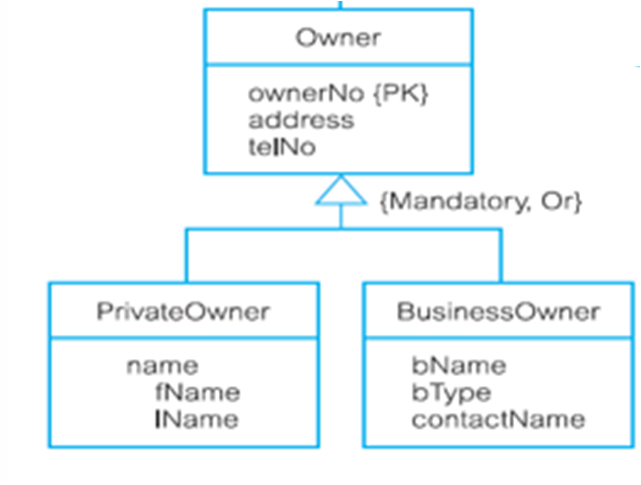 Owner
ownerNo {PK}
address
telNo
{Mandatory, Or}
PrivateOwner
name
fName
lName
BusinessOwner
bName
bType
contactName